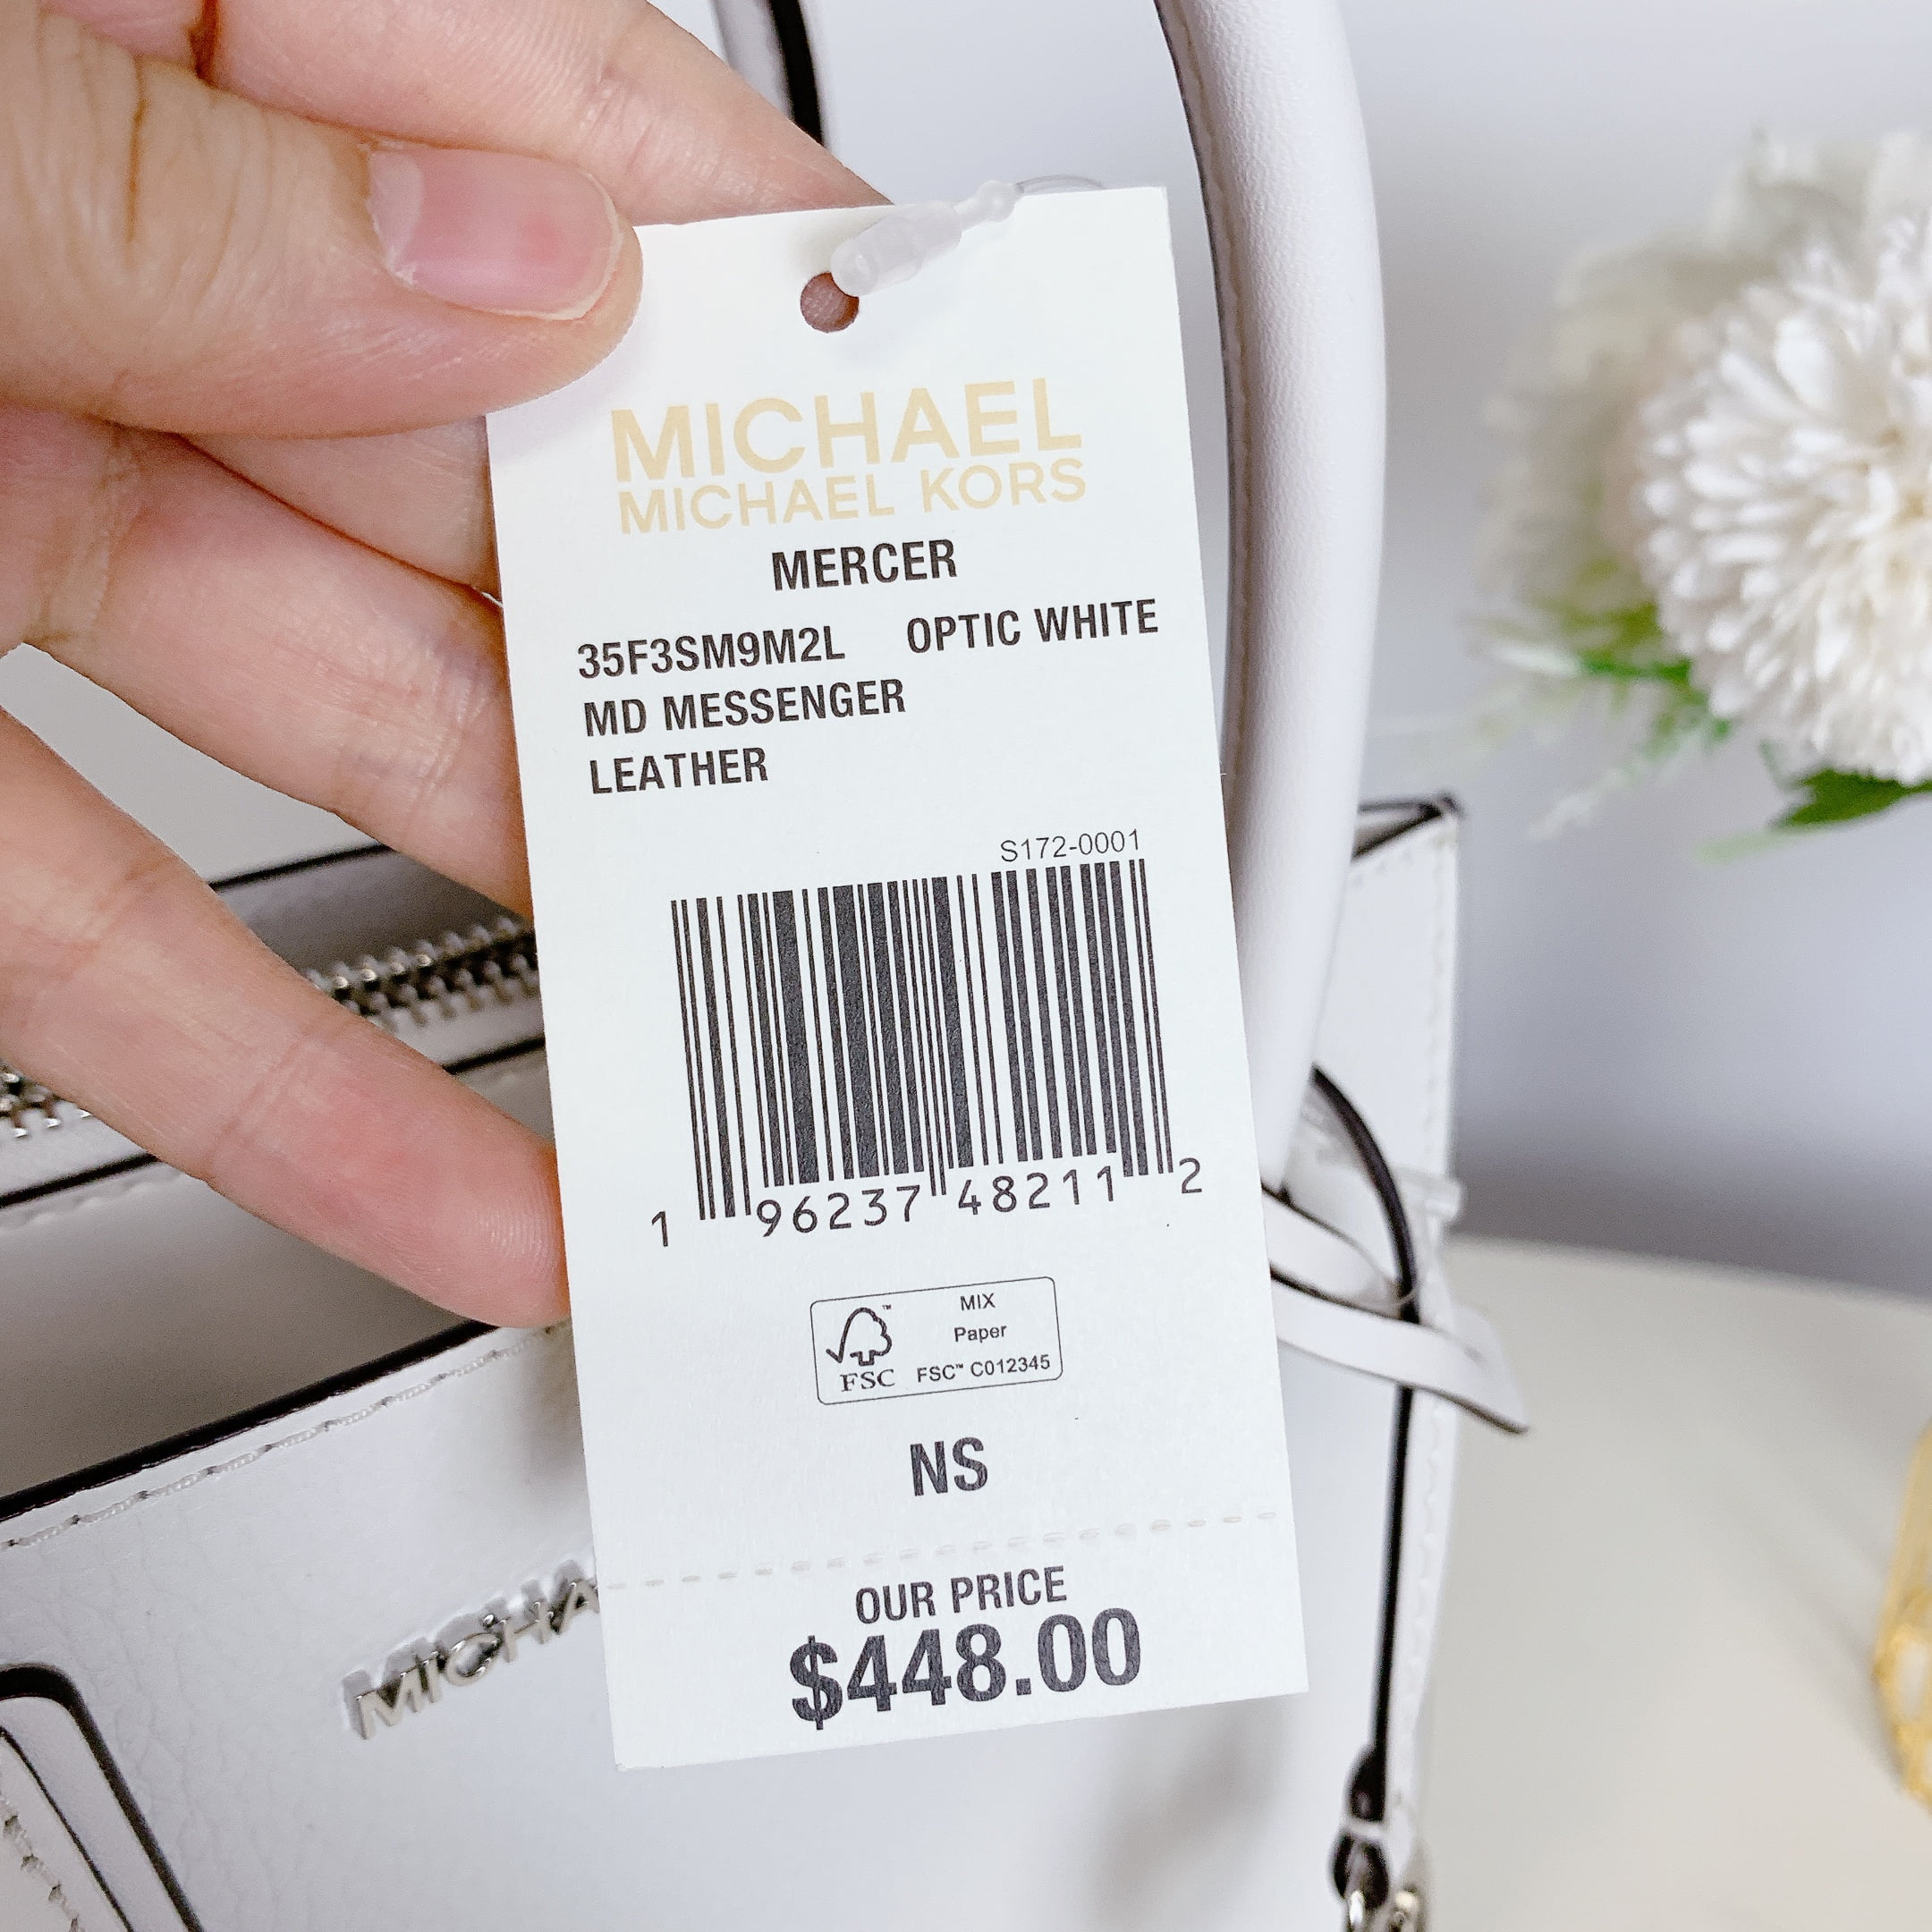 MICHAEL
MICHAEL KORS
MERCER
35F3SM9M2L OPTIC WHITE
MD MESSENGER
LEATHER
S172-0001
1 96237 48211 2
FSC
MIX
Paper
FSC™ C012345
NS
OUR PRICE
$448.00
MICHA